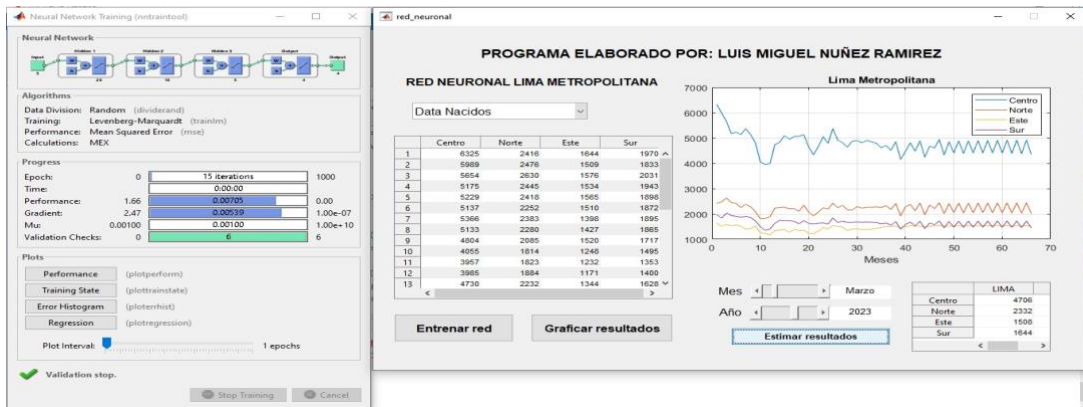 Neural Network Training (nntraintool)
Neural Network
Hidden 1 Hidden 2 Hidden 3 Output
Input
Output
Algorithms
Data Division: Random (dividerand)
Training: Levenberg-Marquardt (trainlm)
Performance: Mean Squared Error (mse)
Calculations: MEX
Progress
Epoch: 0 15 iterations 1000
Time: 0:00:00
Performance: 1.66 0.00705 0.00
Gradient: 2.47 0.00539 1.00e-07
Mu: 0.00100 0.00100 1.00e+10
Validation Checks: 0 6 6
Plots
Performance (plotperform)
Training State (plottrainstate)
Error Histogram (ploterrhist)
Regression (plotregression)
Plot Interval: 1 epochs
Validation stop.
Stop Training Cancel
red_neuronal
PROGRAMA ELABORADO POR: LUIS MIGUEL NUÑEZ RAMIREZ
RED NEURONAL LIMA METROPOLITANA
Data Nacidos
Centro Norte Este Sur
1 6325 2416 1644 1970
2 5989 2476 1509 1833
3 5654 2630 1576 2031
4 5175 2445 1534 1943
5 5229 2418 1565 1898
6 5137 2252 1510 1872
7 5366 2383 1398 1895
8 5133 2280 1427 1865
9 4804 2085 1520 1717
10 4055 1814 1248 1495
11 3957 1823 1232 1353
12 3985 1884 1171 1400
13 4738 2232 1344 1628
Entrenar red Graficar resultados
Lima Metropolitana
7000
6000
5000
4000
3000
2000
1000
Centro
Norte
Este
Sur
0 10 20 30 40 50 60 70
Meses
Mes Marzo
Año 2023
Estimar resultados
LIMA
Centro 4706
Norte 2332
Este 1508
Sur 1644